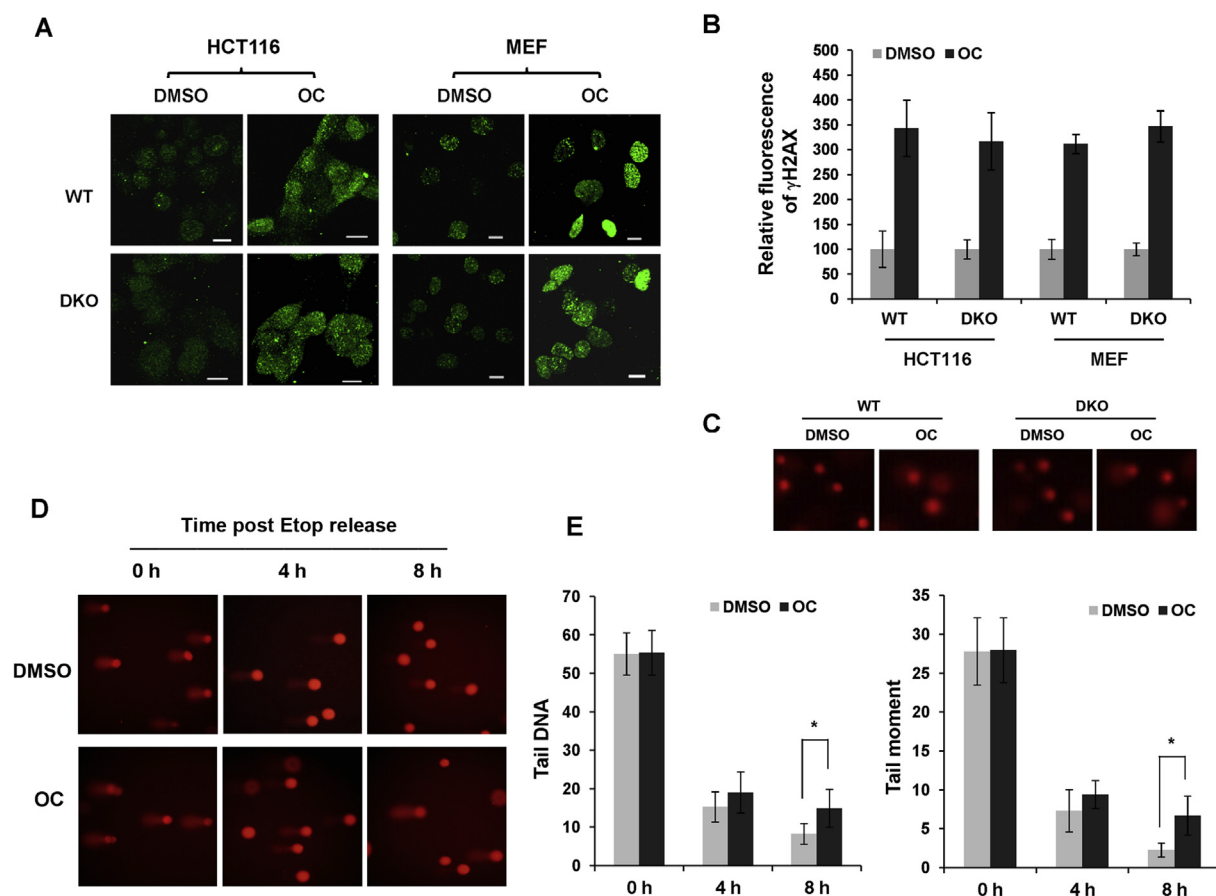 A
HCT116
MEF
DMSO
OC
DMSO
OC
WT
DKO
B
Relative fluorescence
of γH2AX
500
450
400
350
300
250
200
150
100
50
0
DMSO
OC
WT
DKO
WT
DKO
HCT116
MEF
C
WT
DKO
DMSO
OC
DMSO
OC
D
Time post Etop release
0 h
4 h
8 h
DMSO
OC
E
Tail DNA
70
60
50
40
30
20
10
0
DMSO
OC
*
0 h
4 h
8 h
Tail moment
35
30
25
20
15
10
5
0
DMSO
OC
*
0 h
4 h
8 h